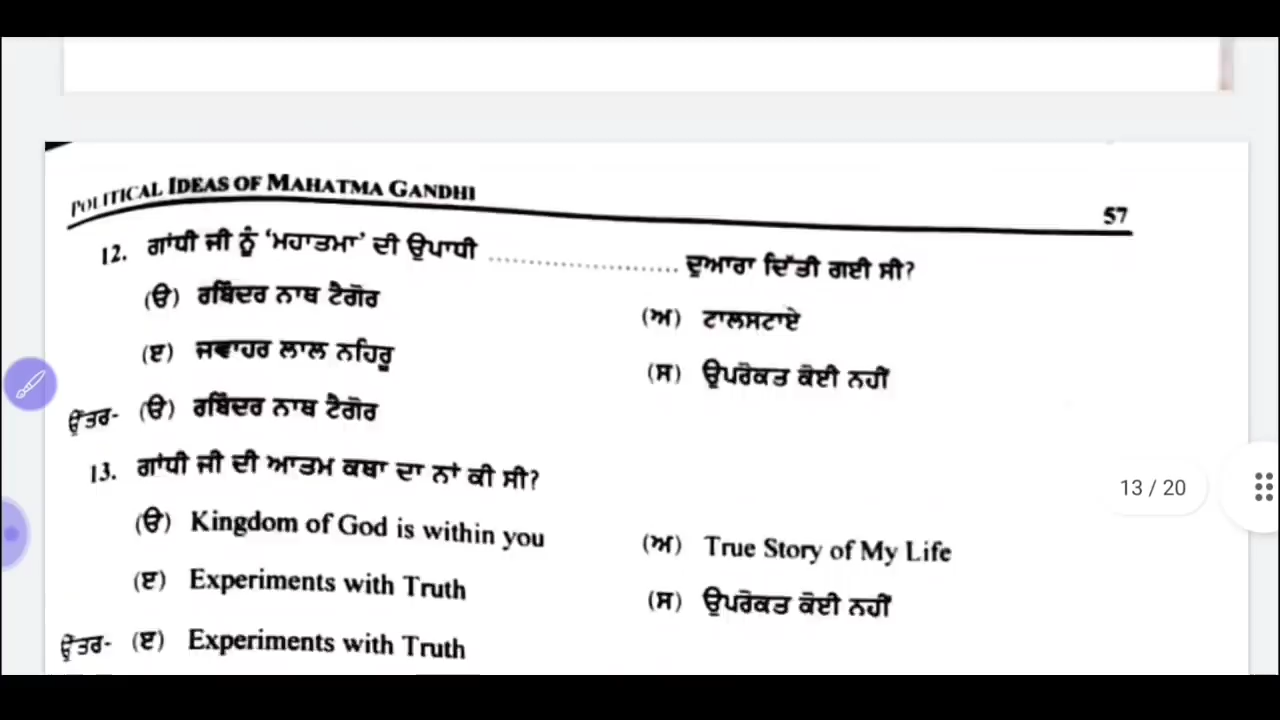 POLITICAL IDEAS OF MAHATMA GANDHI 57
12. ਗਾਂਧੀ ਜੀ ਨੂੰ ‘ਮਹਾਤਮਾ’ ਦੀ ਉਪਾਧੀ ........................ ਦੁਆਰਾ ਦਿੱਤੀ ਗਈ ਸੀ?
(ੳ) ਰਬਿੰਦਰ ਨਾਥ ਟੈਗੋਰ (ਅ) ਟਾਲਸਟਾਏ
(ੲ) ਜਵਾਹਰ ਲਾਲ ਨਹਿਰੂ (ਸ) ਉਪਰੋਕਤ ਕੋਈ ਨਹੀਂ
ਉੱਤਰ- (ੳ) ਰਬਿੰਦਰ ਨਾਥ ਟੈਗੋਰ
13. ਗਾਂਧੀ ਜੀ ਦੀ ਆਤਮ ਕਥਾ ਦਾ ਨਾਂ ਕੀ ਸੀ?
(ੳ) Kingdom of God is within you (ਅ) True Story of My Life
13 / 20
(ੲ) Experiments with Truth (ਸ) ਉਪਰੋਕਤ ਕੋਈ ਨਹੀਂ
ਉੱਤਰ- (ੲ) Experiments with Truth